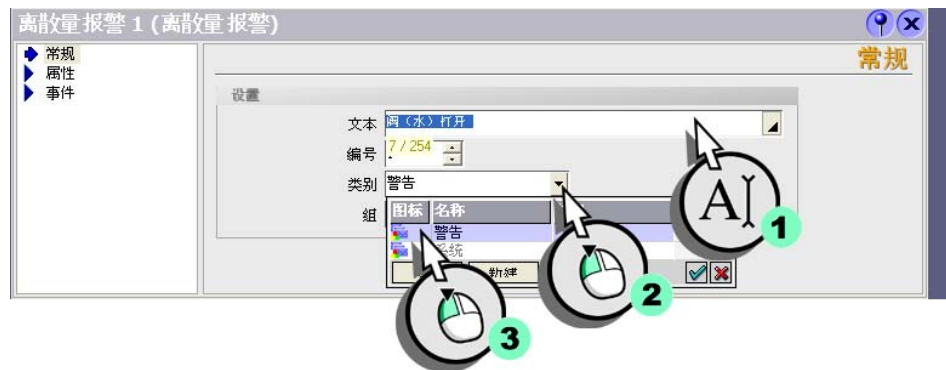 离散量报警 1 (离散量报警)
常规
属性
事件
常规
设置
文本 阀（水）打开
编号 7 / 254
类别 警告
组
图标 名称
警告
系统
新建
A
1
2
3